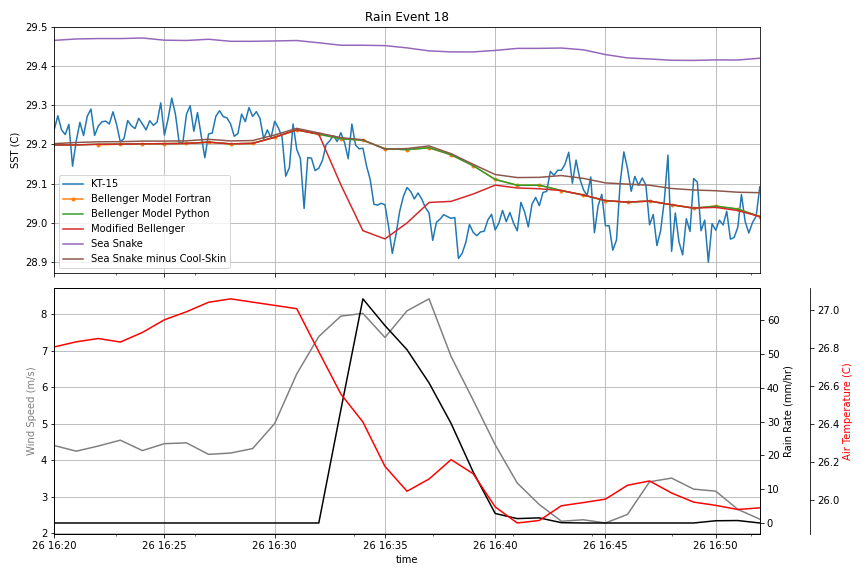 Rain Event 18
29.5
29.4
29.3
29.2
29.1
29.0
28.9
SST (C)
KT-15
Bellenger Model Fortran
Bellenger Model Python
Modified Bellenger
Sea Snake
Sea Snake minus Cool-Skin
8
7
6
5
4
3
2
Wind Speed (m/s)
60
50
40
30
20
10
0
Rain Rate (mm/hr)
27.0
26.8
26.6
26.4
26.2
26.0
Air Temperature (C)
26 16:20 26 16:25 26 16:30 26 16:35 26 16:40 26 16:45 26 16:50
time